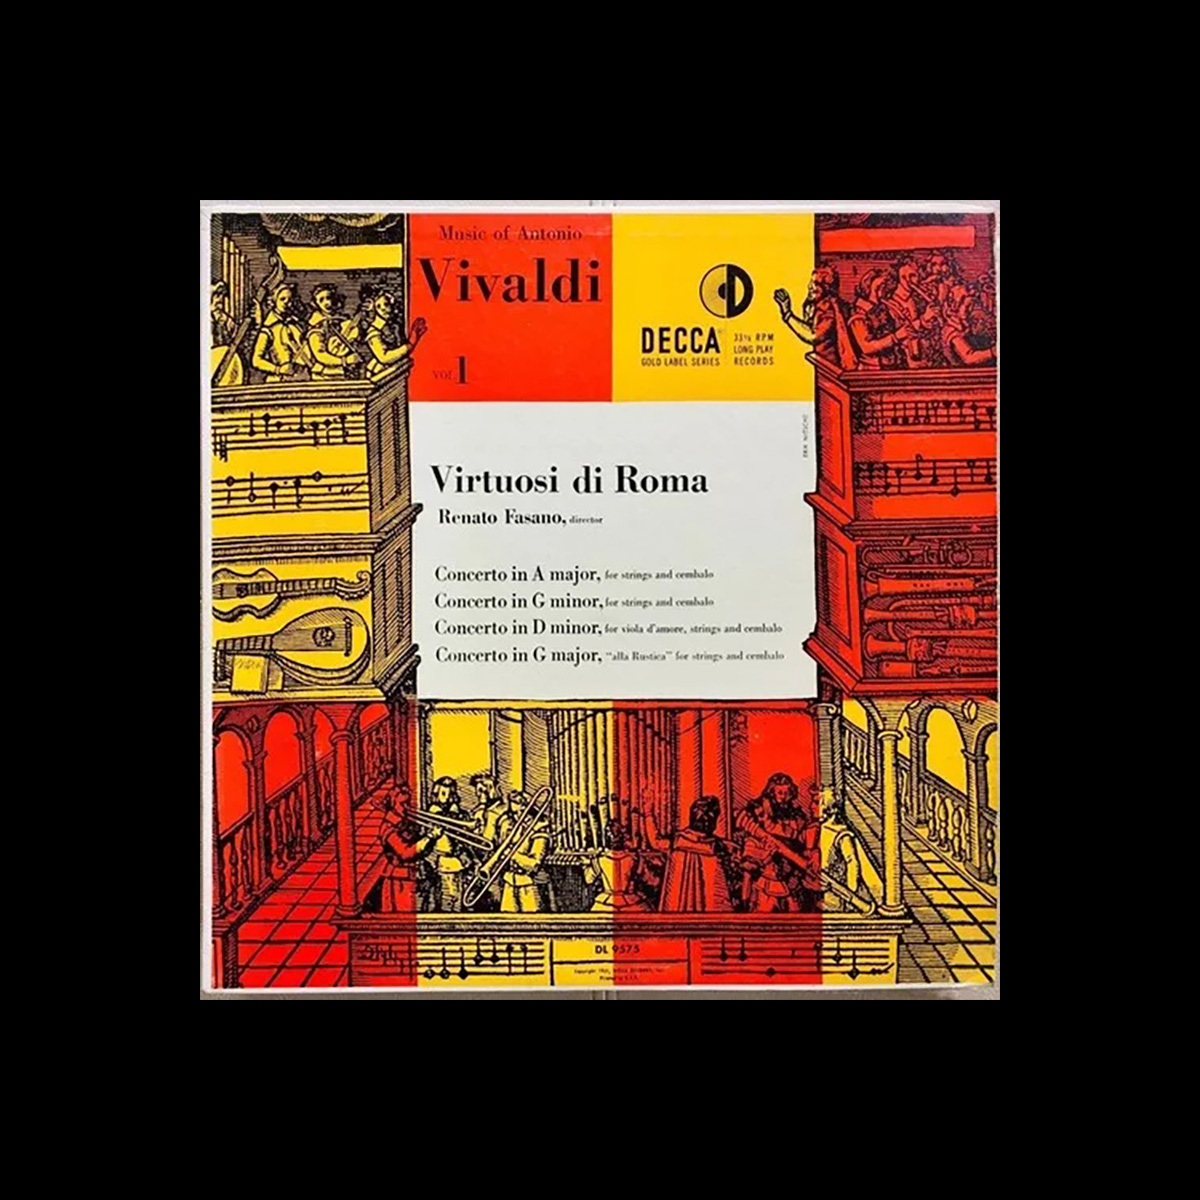 Music of Antonio
Vivaldi
vol. 1
DECCA
GOLD LABEL SERIES
33⅓ RPM
LONG PLAY
RECORDS
ERIK NITSCHE
Virtuosi di Roma
Renato Fasano, director
Concerto in A major, for strings and cembalo
Concerto in G minor, for strings and cembalo
Concerto in D minor, for viola d'amore, strings and cembalo
Concerto in G major, "alla Rustica" for strings and cembalo
DL 9575